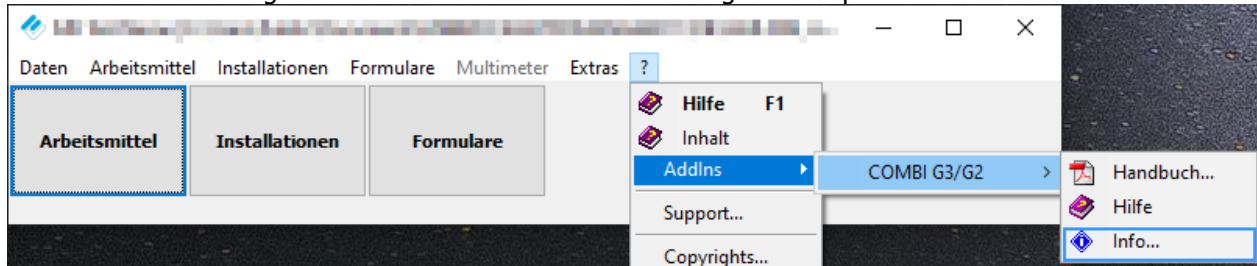 Daten Arbeitsmittel Installationen Formulare Multimeter Extras ?
Arbeitsmittel Installationen Formulare
Hilfe F1
Inhalt
AddIns
COMBI G3/G2
Handbuch...
Hilfe
Info...
Support...
Copyrights...